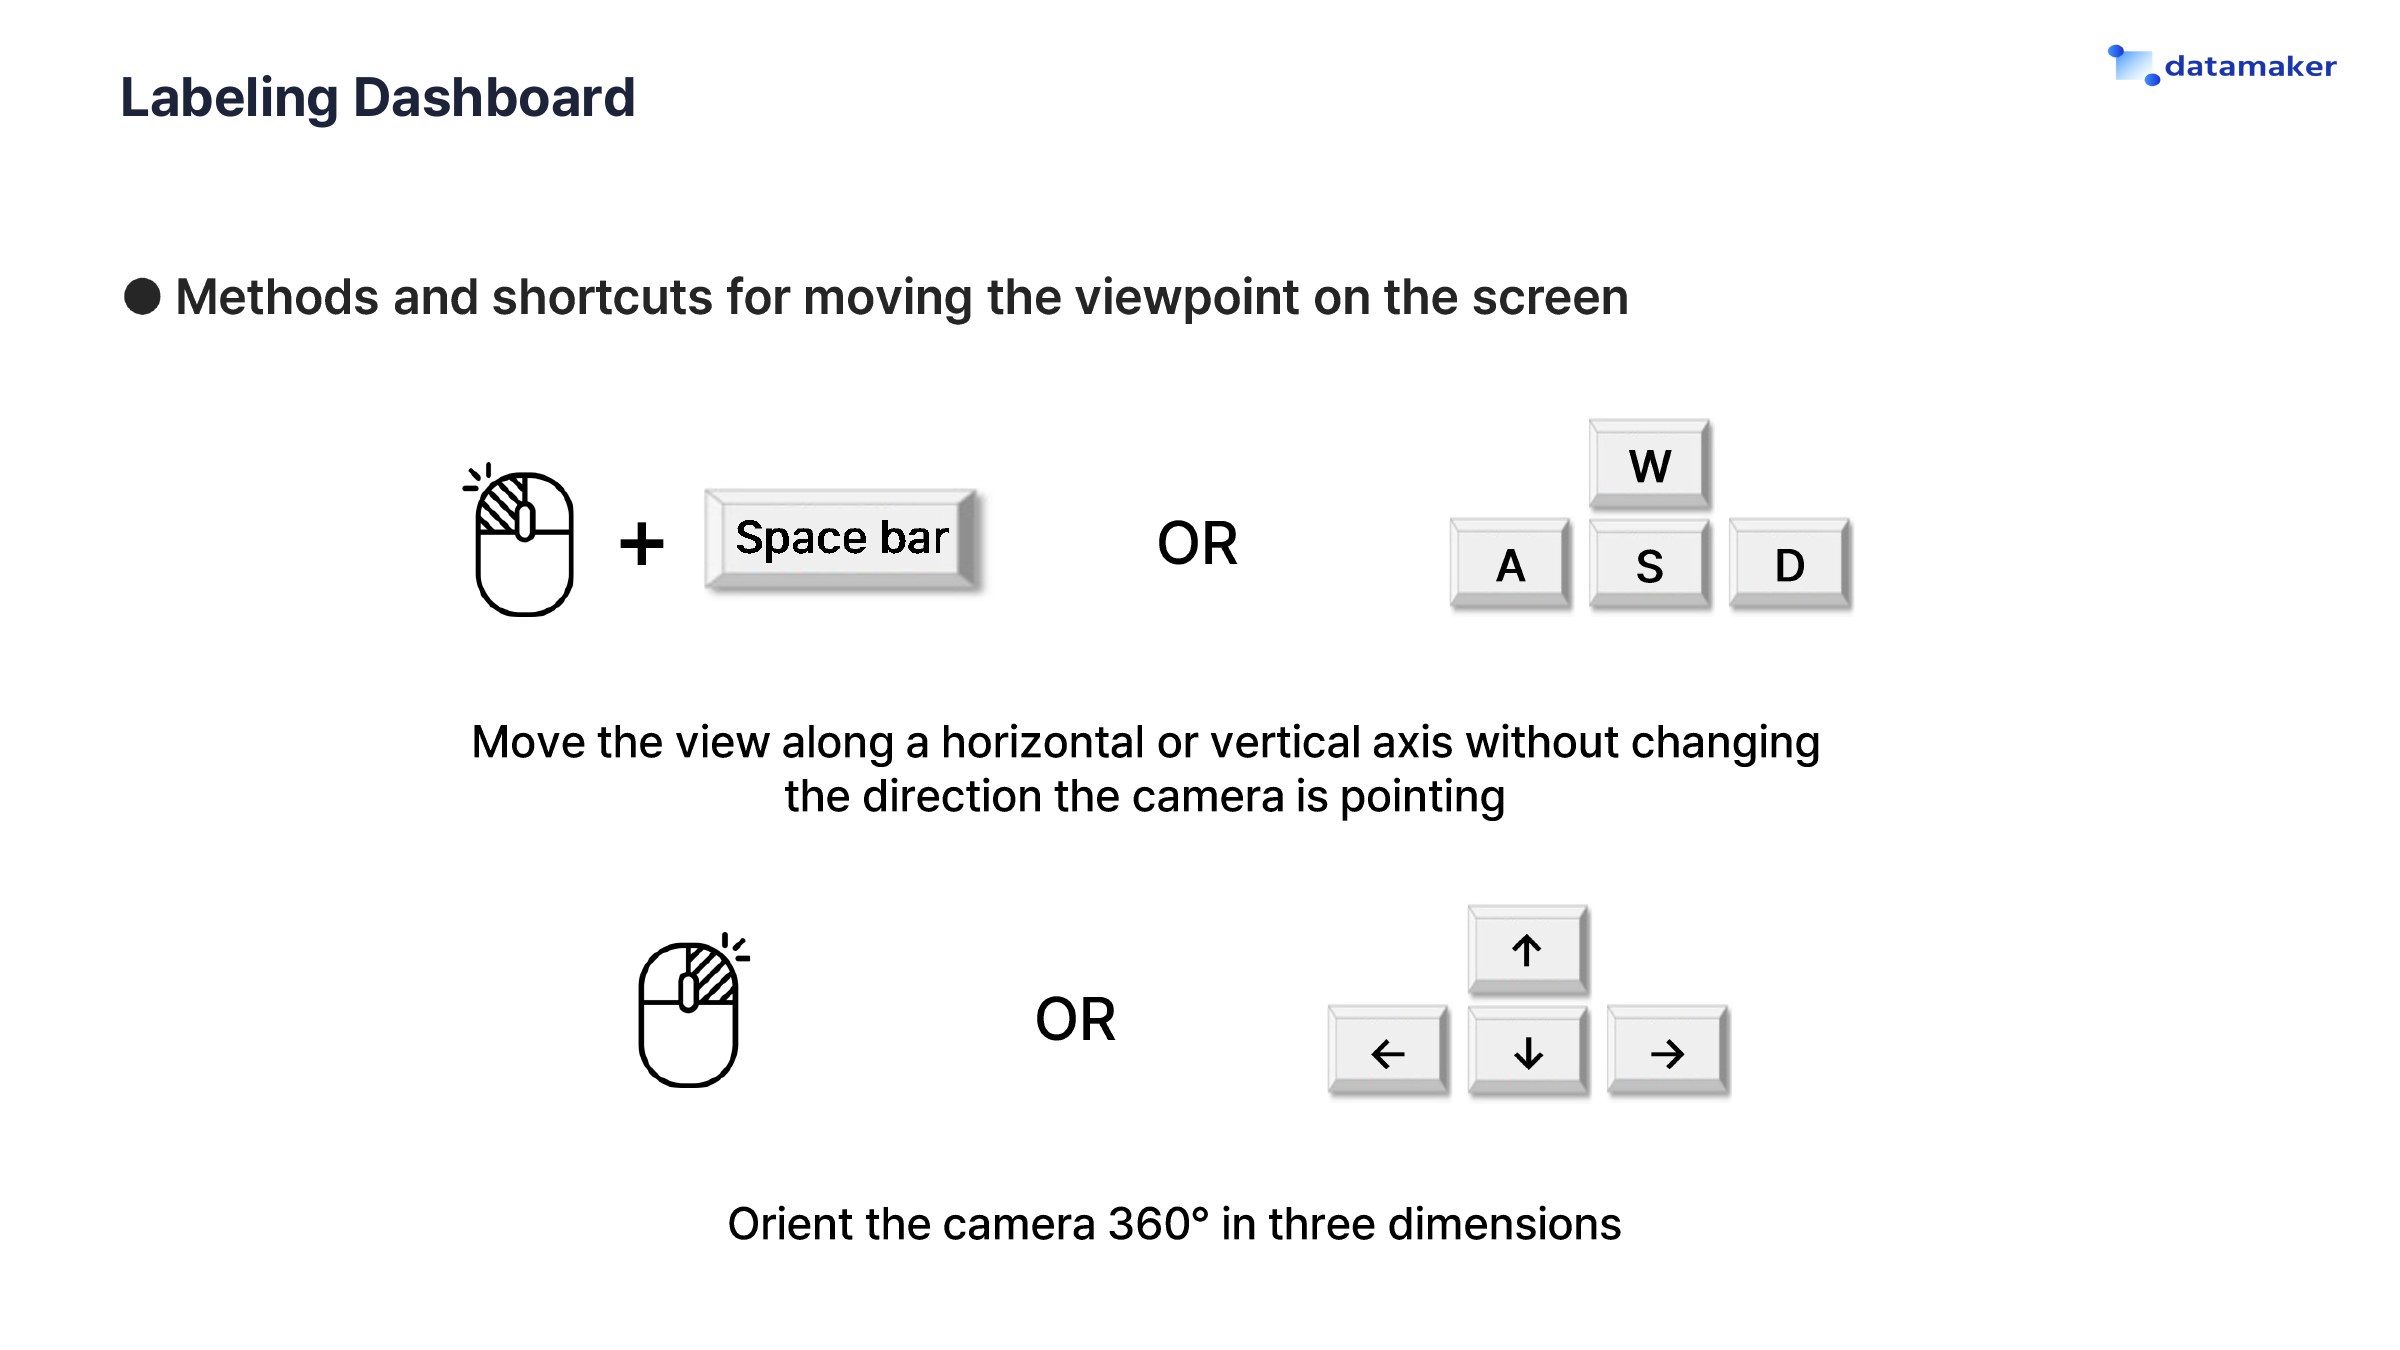 Labeling Dashboard
datamaker
● Methods and shortcuts for moving the viewpoint on the screen
+ Space bar OR
W
A S D
Move the view along a horizontal or vertical axis without changing
the direction the camera is pointing
OR
↑
← ↓ →
Orient the camera 360° in three dimensions